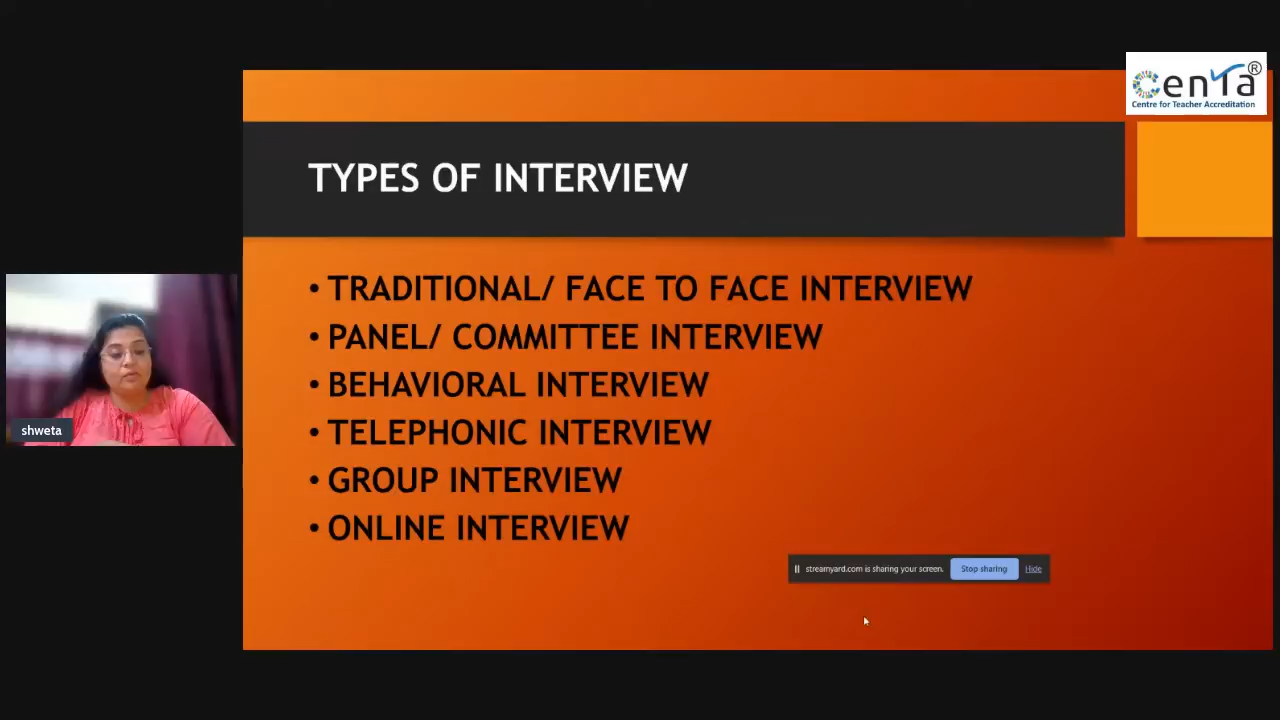 CENTA®
Centre for Teacher Accreditation
TYPES OF INTERVIEW
• TRADITIONAL/ FACE TO FACE INTERVIEW
• PANEL/ COMMITTEE INTERVIEW
• BEHAVIORAL INTERVIEW
• TELEPHONIC INTERVIEW
• GROUP INTERVIEW
• ONLINE INTERVIEW
shweta
streamyard.com is sharing your screen. Stop sharing Hide